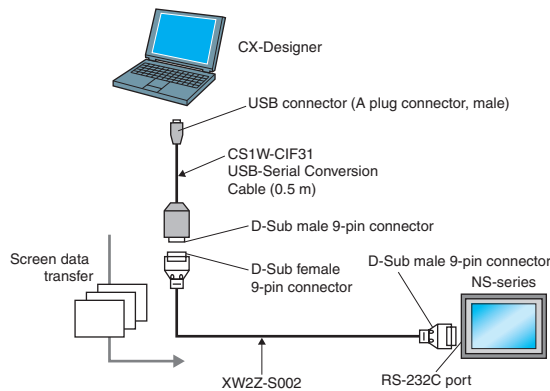 CX-Designer
USB connector (A plug connector, male)
CS1W-CIF31
USB-Serial Conversion
Cable (0.5 m)
D-Sub male 9-pin connector
Screen data
transfer
D-Sub female
9-pin connector
D-Sub male 9-pin connector
NS-series
XW2Z-S002
RS-232C port